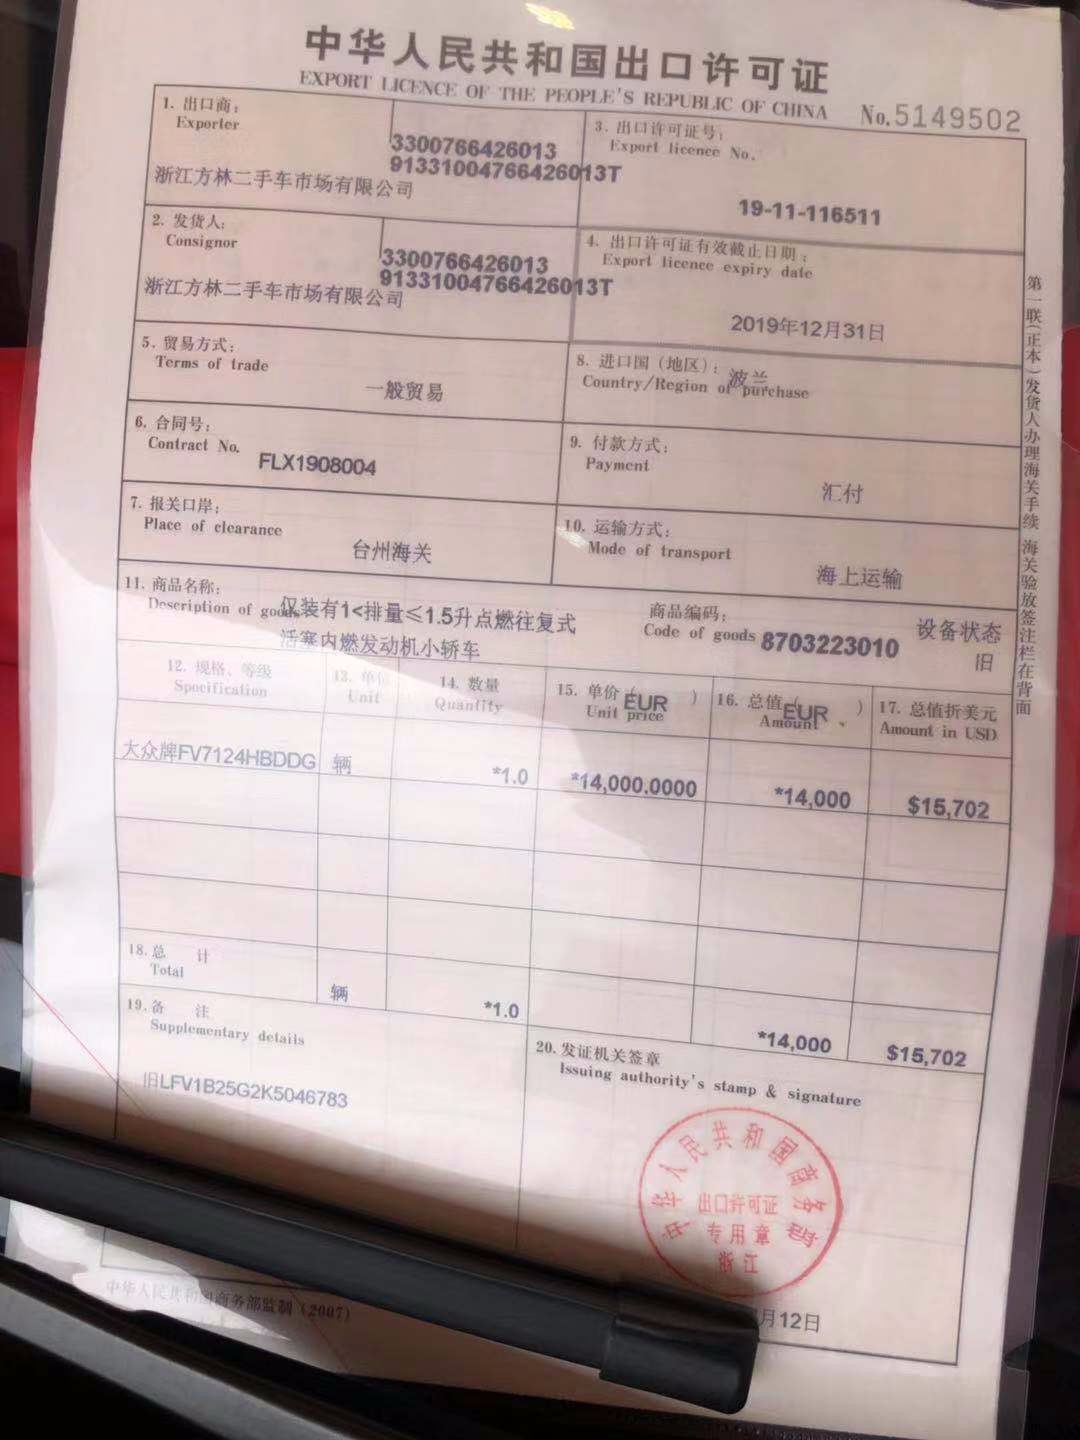 中华人民共和国出口许可证
EXPORT LICENCE OF THE PEOPLE'S REPUBLIC OF CHINA
No.5149502
1. 出口商：
Exporter
3300766426013
91331004766426013T
浙江方林二手车市场有限公司
3. 出口许可证号：
Export licence No.
19-11-116511
2. 发货人：
Consignor
3300766426013
91331004766426013T
浙江方林二手车市场有限公司
4. 出口许可证有效截止日期：
Export licence expiry date
2019年12月31日
5. 贸易方式：
Terms of trade
一般贸易
8. 进口国（地区）：
Country/Region of purchase
波兰
6. 合同号：
Contract No.
FLX1908004
9. 付款方式：
Payment
汇付
7. 报关口岸：
Place of clearance
台州海关
10. 运输方式：
Mode of transport
海上运输
11. 商品名称：
Description of goods
仅装有1<排量≤1.5升点燃往复式
活塞内燃发动机小轿车
商品编码：
Code of goods 8703223010
设备状态
旧
12. 规格、等级
Specification
13. 单位
Unit
14. 数量
Quantity
15. 单价（EUR）
Unit price
16. 总值（EUR）
Amount
17. 总值折美元
Amount in USD
大众牌FV7124HBDDG 辆 *1.0 *14,000.0000 *14,000 $15,702
18. 总 计
Total
辆 *1.0 *14,000 $15,702
19. 备 注
Supplementary details
旧LFV1B25G2K5046783
20. 发证机关签章
Issuing authority's stamp & signature
中华人民共和国商务部
出口许可证
专用章
浙江
月12日
中华人民共和国商务部监制（2007）
第一联（正本）发货人办理海关手续 海关验放签注栏在背面